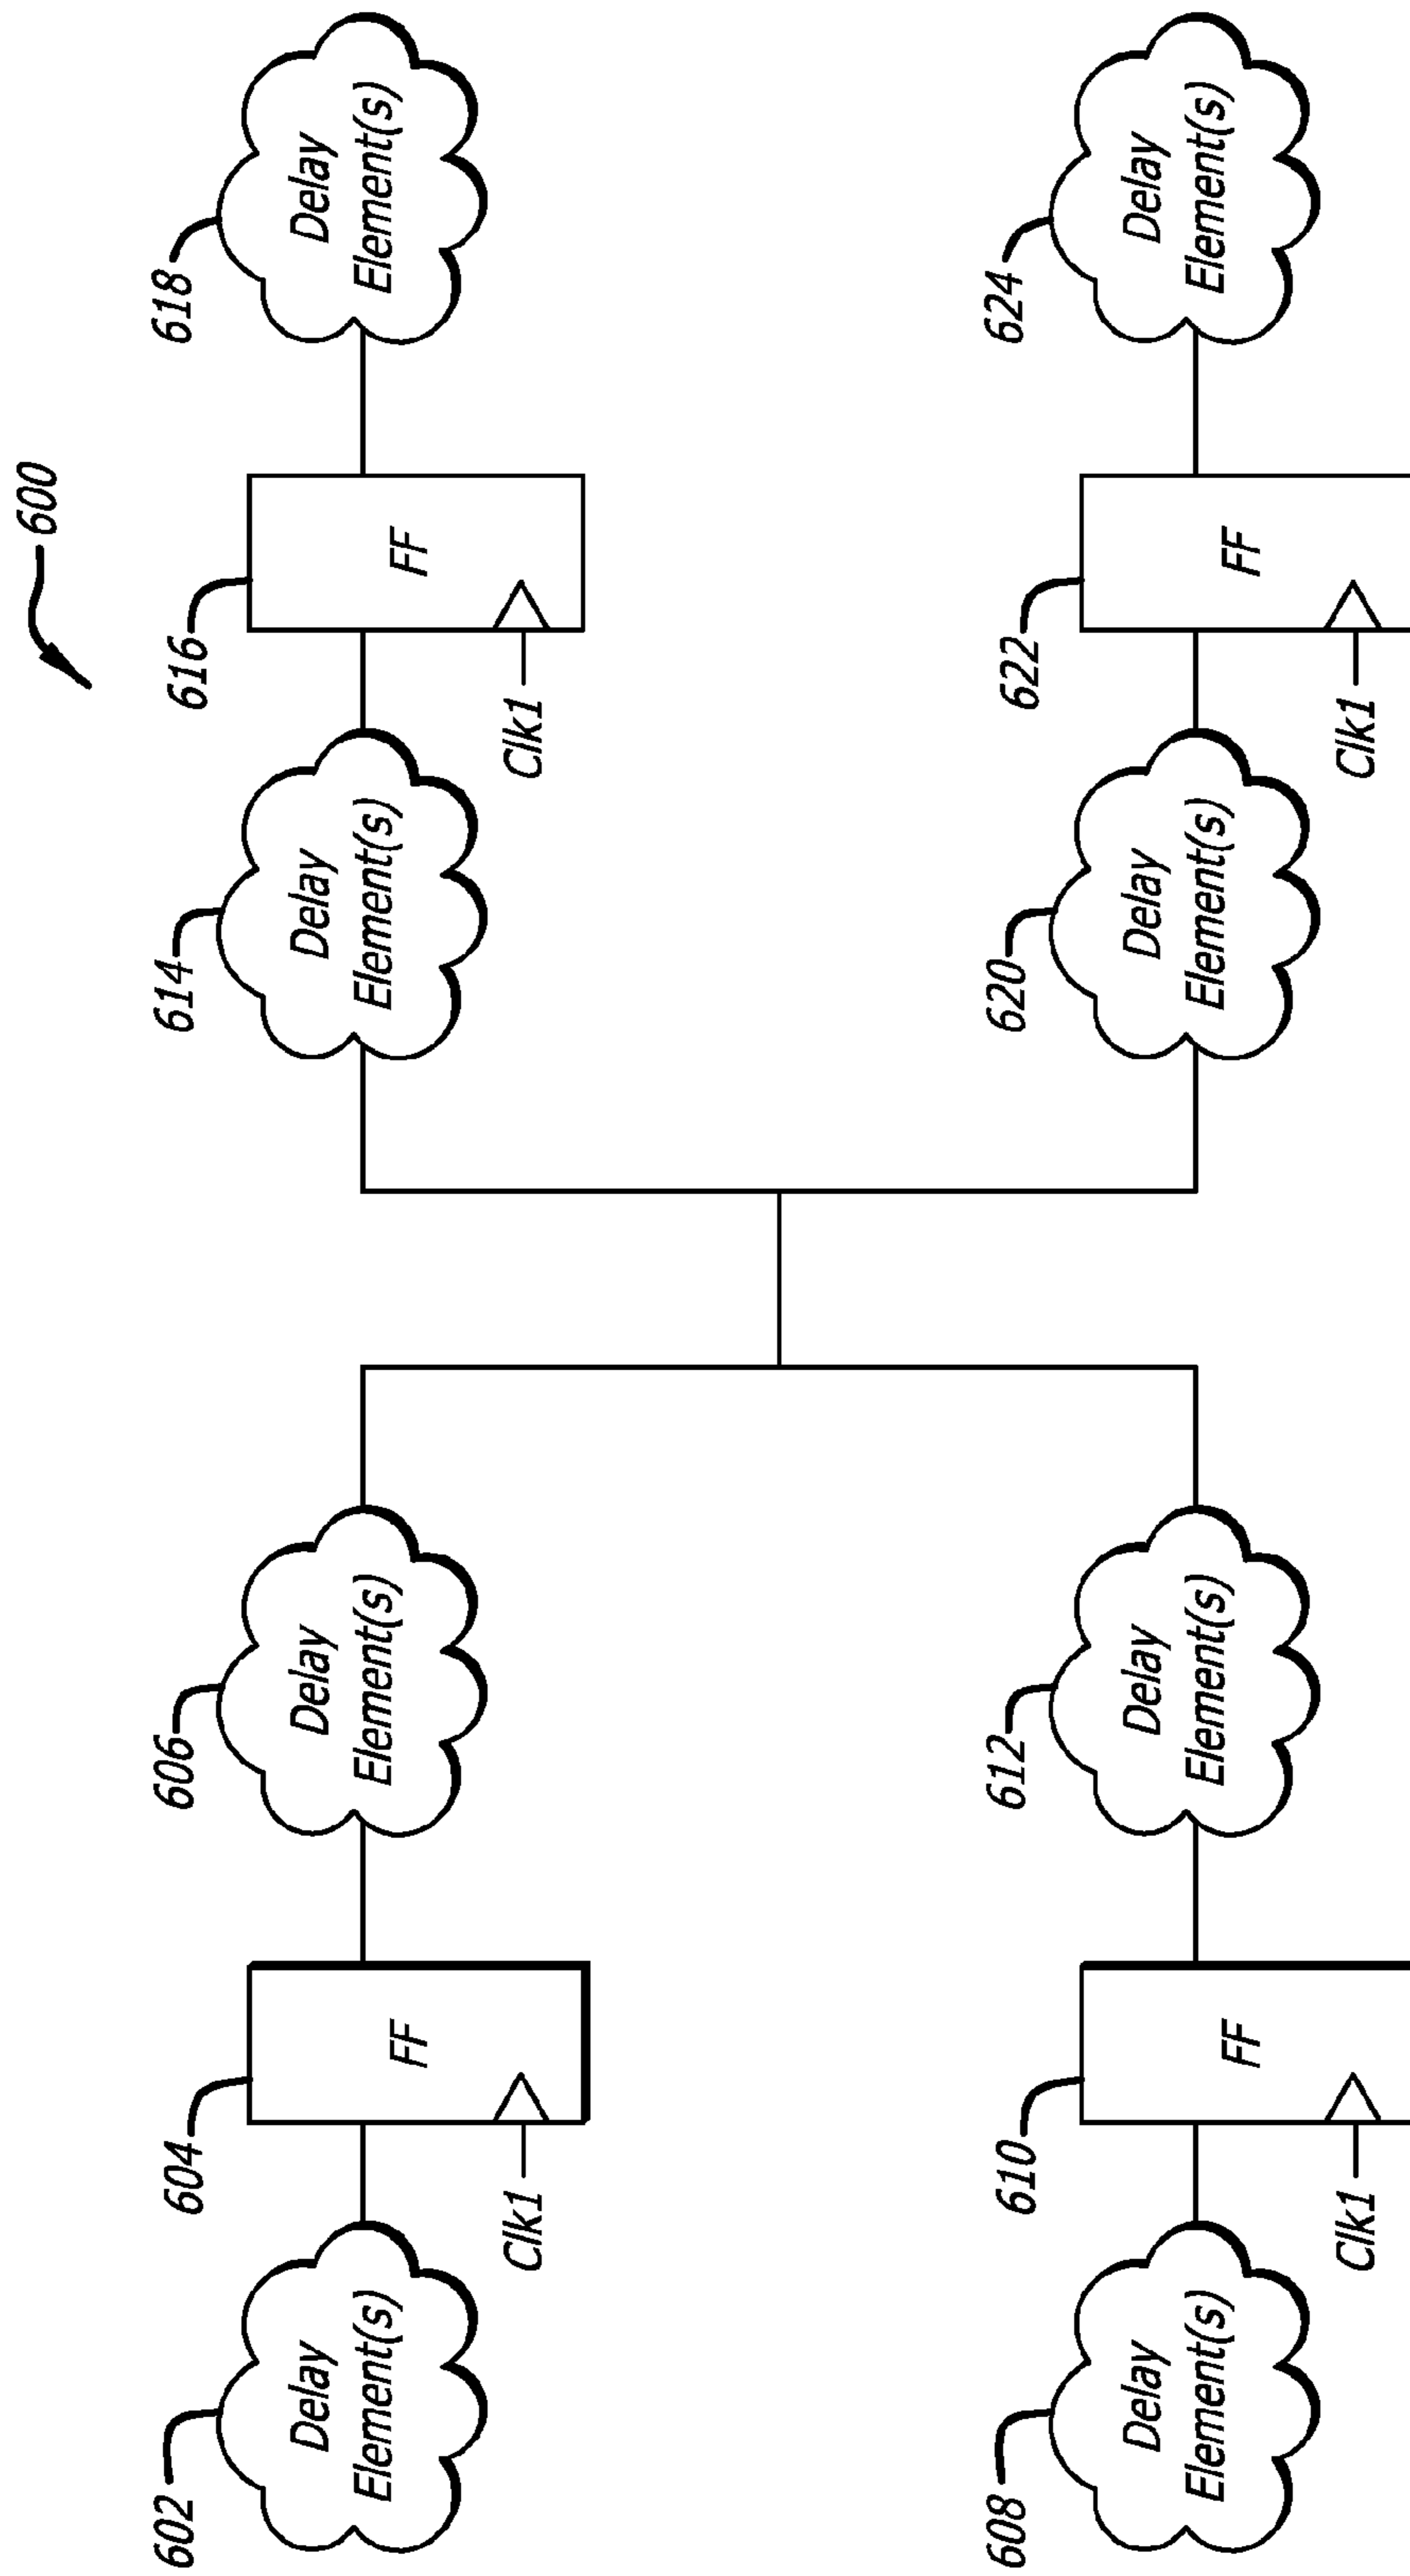 600
602
Delay
Element(s)
604
FF
Clk1
606
Delay
Element(s)
614
Delay
Element(s)
616
FF
Clk1
618
Delay
Element(s)
608
Delay
Element(s)
610
FF
Clk1
612
Delay
Element(s)
620
Delay
Element(s)
622
FF
Clk1
624
Delay
Element(s)